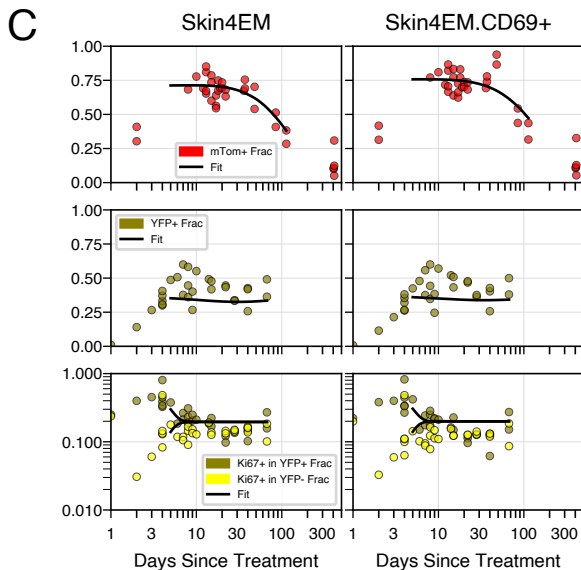 C
Skin4EM
Skin4EM.CD69+
1.00
0.75
0.50
0.25
0.00
mTom+ Frac
Fit
1.00
0.75
0.50
0.25
0.00
YFP+ Frac
Fit
1.000
0.100
0.010
Ki67+ in YFP+ Frac
Ki67+ in YFP- Frac
Fit
1 3 10 30 100 300
1 3 10 30 100 300
Days Since Treatment
Days Since Treatment